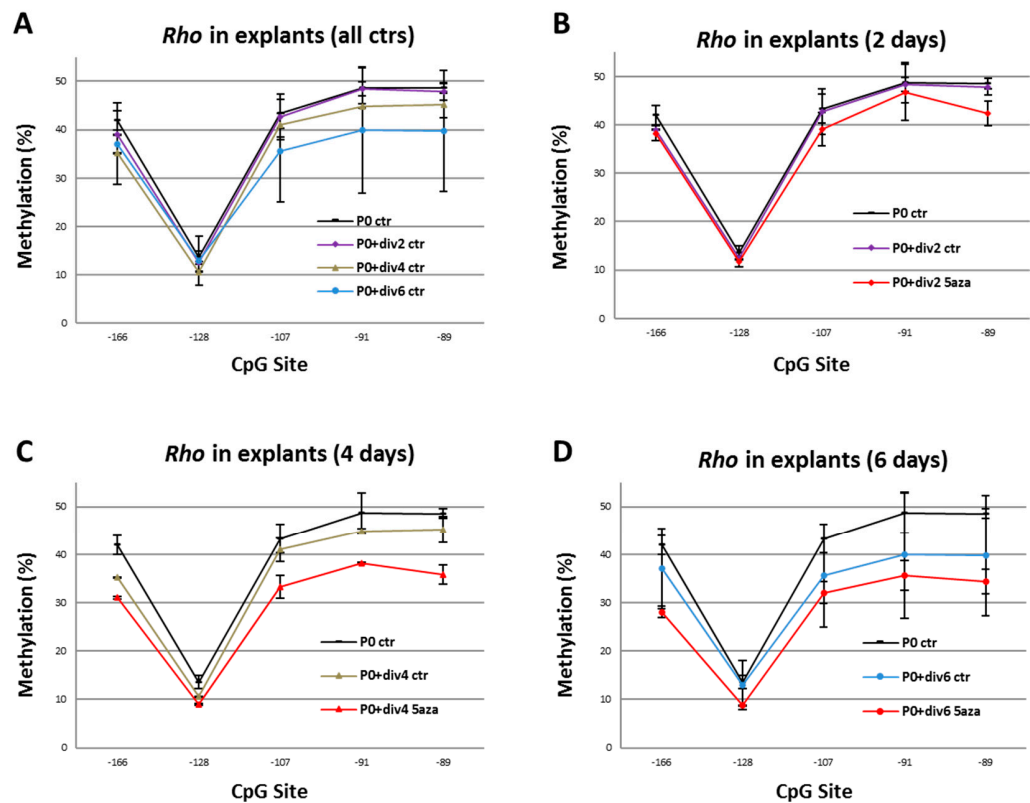 A
Rho in explants (all ctrs)
Methylation (%)
50
40
30
20
10
0
P0 ctr
P0+div2 ctr
P0+div4 ctr
P0+div6 ctr
-166
-128
-107
-91
-89
CpG Site
B
Rho in explants (2 days)
Methylation (%)
50
40
30
20
10
0
P0 ctr
P0+div2 ctr
P0+div2 5aza
-166
-128
-107
-91
-89
CpG Site
C
Rho in explants (4 days)
Methylation (%)
50
40
30
20
10
0
P0 ctr
P0+div4 ctr
P0+div4 5aza
-166
-128
-107
-91
-89
CpG Site
D
Rho in explants (6 days)
Methylation (%)
50
40
30
20
10
0
P0 ctr
P0+div6 ctr
P0+div6 5aza
-166
-128
-107
-91
-89
CpG Site